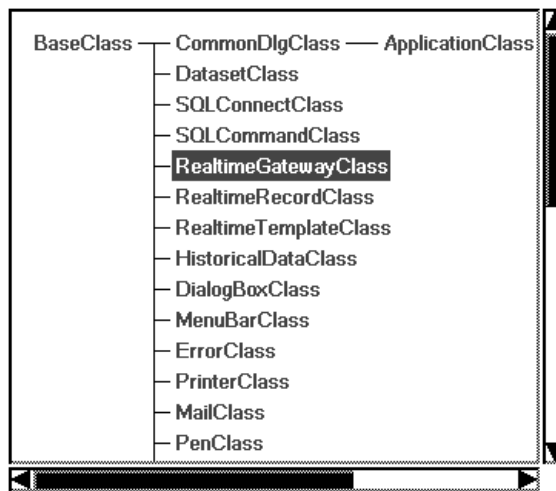 BaseClass CommonDlgClass ApplicationClass
DatasetClass
SQLConnectClass
SQLCommandClass
RealtimeGatewayClass
RealtimeRecordClass
RealtimeTemplateClass
HistoricalDataClass
DialogBoxClass
MenuBarClass
ErrorClass
PrinterClass
MailClass
PenClass